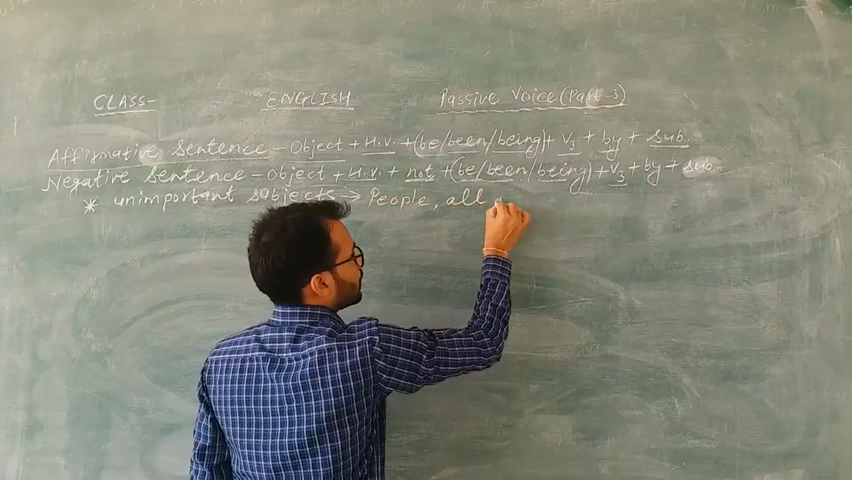 CLASS- ENGLISH Passive Voice (Part-3)
Affirmative Sentence - Object + H.V. + (be/been/being) + V3 + by + sub.
Negative Sentence - Object + H.V. + not + (be/been/being) + V3 + by + sub.
* unimportant subjects → People, all